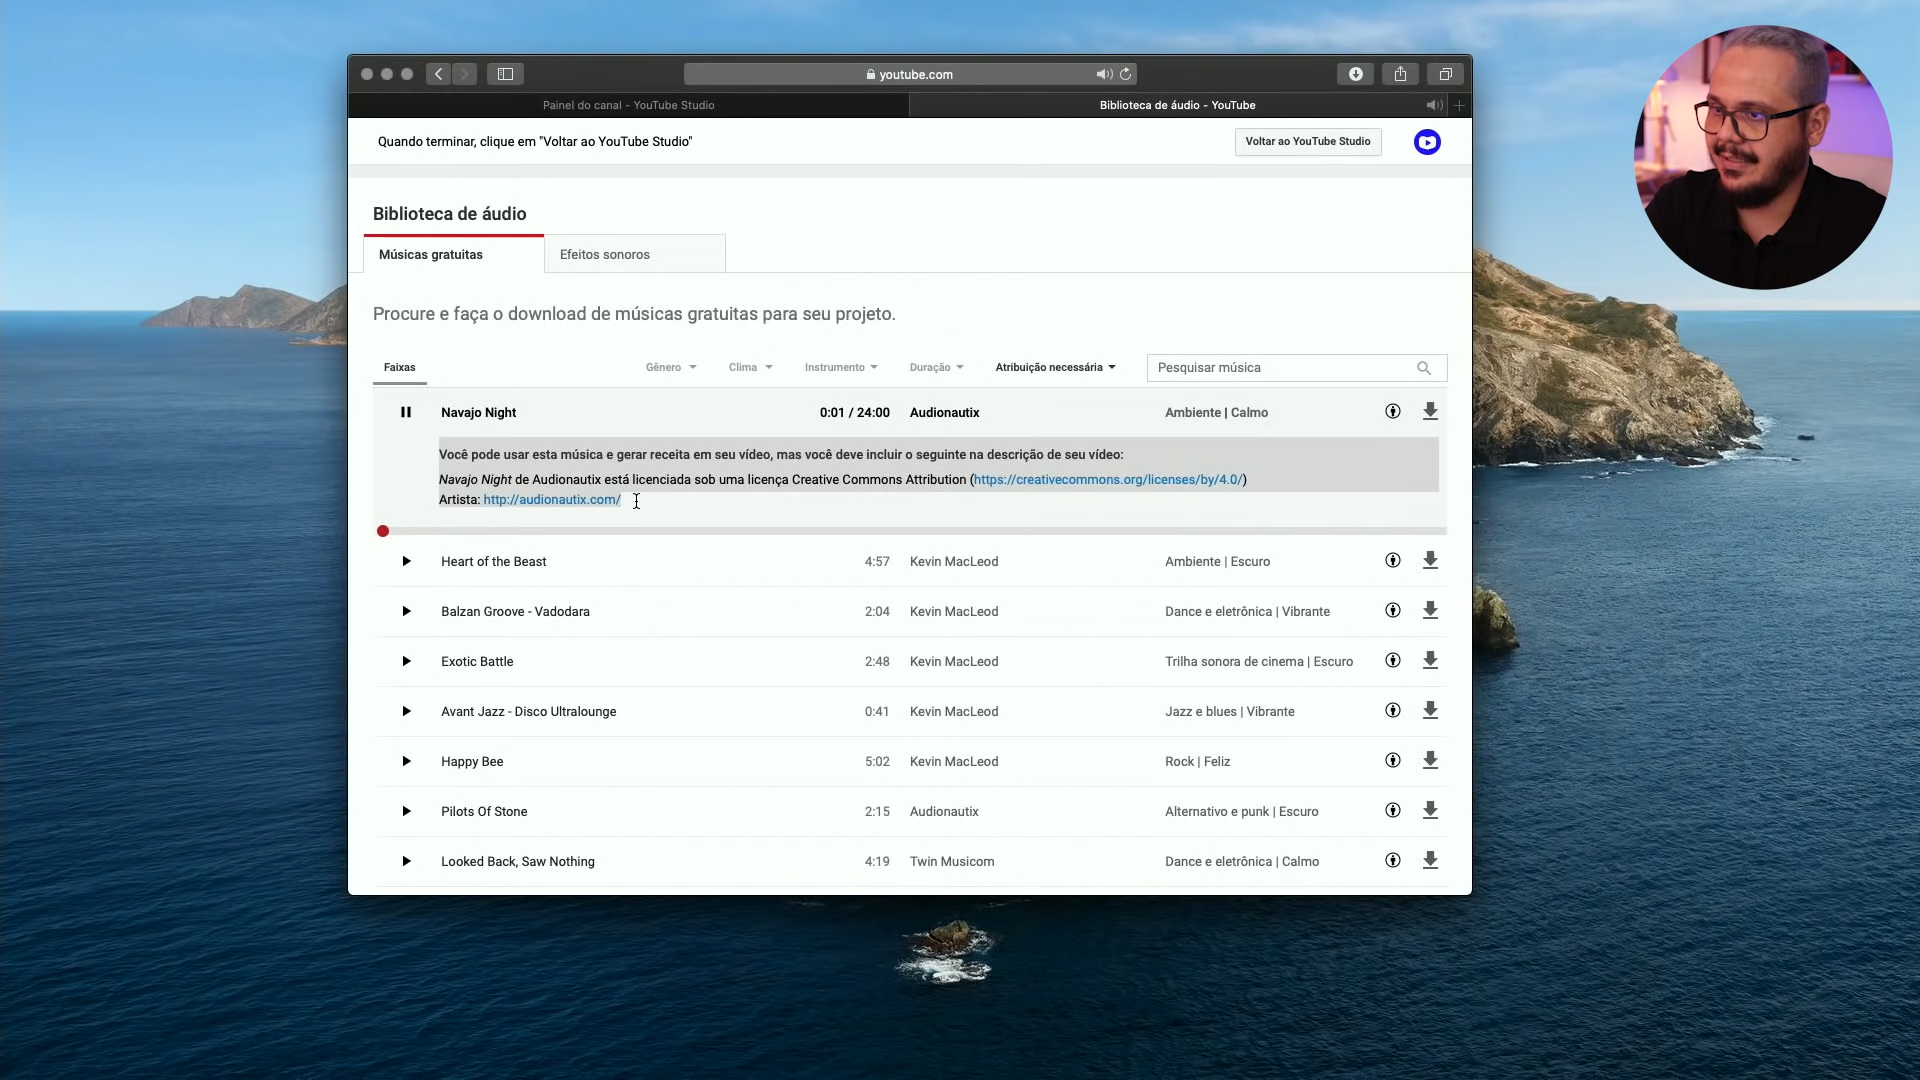 youtube.com
Painel do canal - YouTube Studio
Biblioteca de áudio - YouTube
Quando terminar, clique em "Voltar ao YouTube Studio"
Voltar ao YouTube Studio
Biblioteca de áudio
Músicas gratuitas
Efeitos sonoros
Procure e faça o download de músicas gratuitas para seu projeto.
Faixas Gênero Clima Instrumento Duração Atribuição necessária Pesquisar música
Navajo Night 0:01 / 24:00 Audionautix Ambiente | Calmo
Você pode usar esta música e gerar receita em seu vídeo, mas você deve incluir o seguinte na descrição de seu vídeo:
Navajo Night de Audionautix está licenciada sob uma licença Creative Commons Attribution (https://creativecommons.org/licenses/by/4.0/)
Artista: http://audionautix.com/
Heart of the Beast 4:57 Kevin MacLeod Ambiente | Escuro
Balzan Groove - Vadodara 2:04 Kevin MacLeod Dance e eletrônica | Vibrante
Exotic Battle 2:48 Kevin MacLeod Trilha sonora de cinema | Escuro
Avant Jazz - Disco Ultralounge 0:41 Kevin MacLeod Jazz e blues | Vibrante
Happy Bee 5:02 Kevin MacLeod Rock | Feliz
Pilots Of Stone 2:15 Audionautix Alternativo e punk | Escuro
Looked Back, Saw Nothing 4:19 Twin Musicom Dance e eletrônica | Calmo